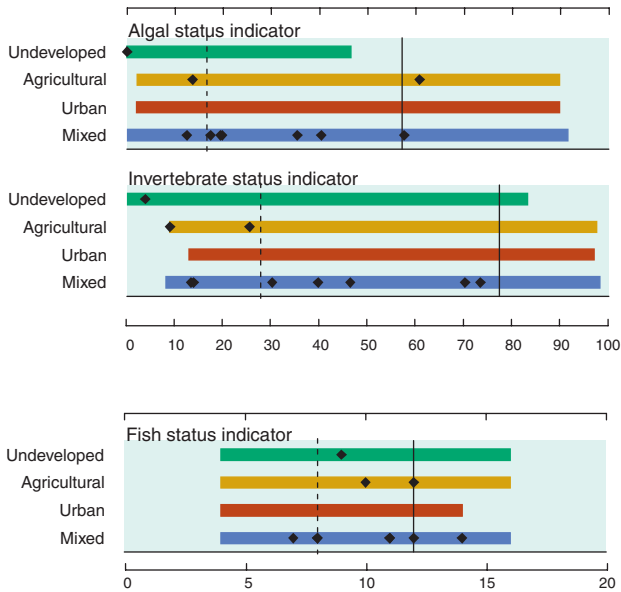 Algal status indicator
Undeveloped
Agricultural
Urban
Mixed
Invertebrate status indicator
Undeveloped
Agricultural
Urban
Mixed
0 10 20 30 40 50 60 70 80 90 100
Fish status indicator
Undeveloped
Agricultural
Urban
Mixed
0 5 10 15 20